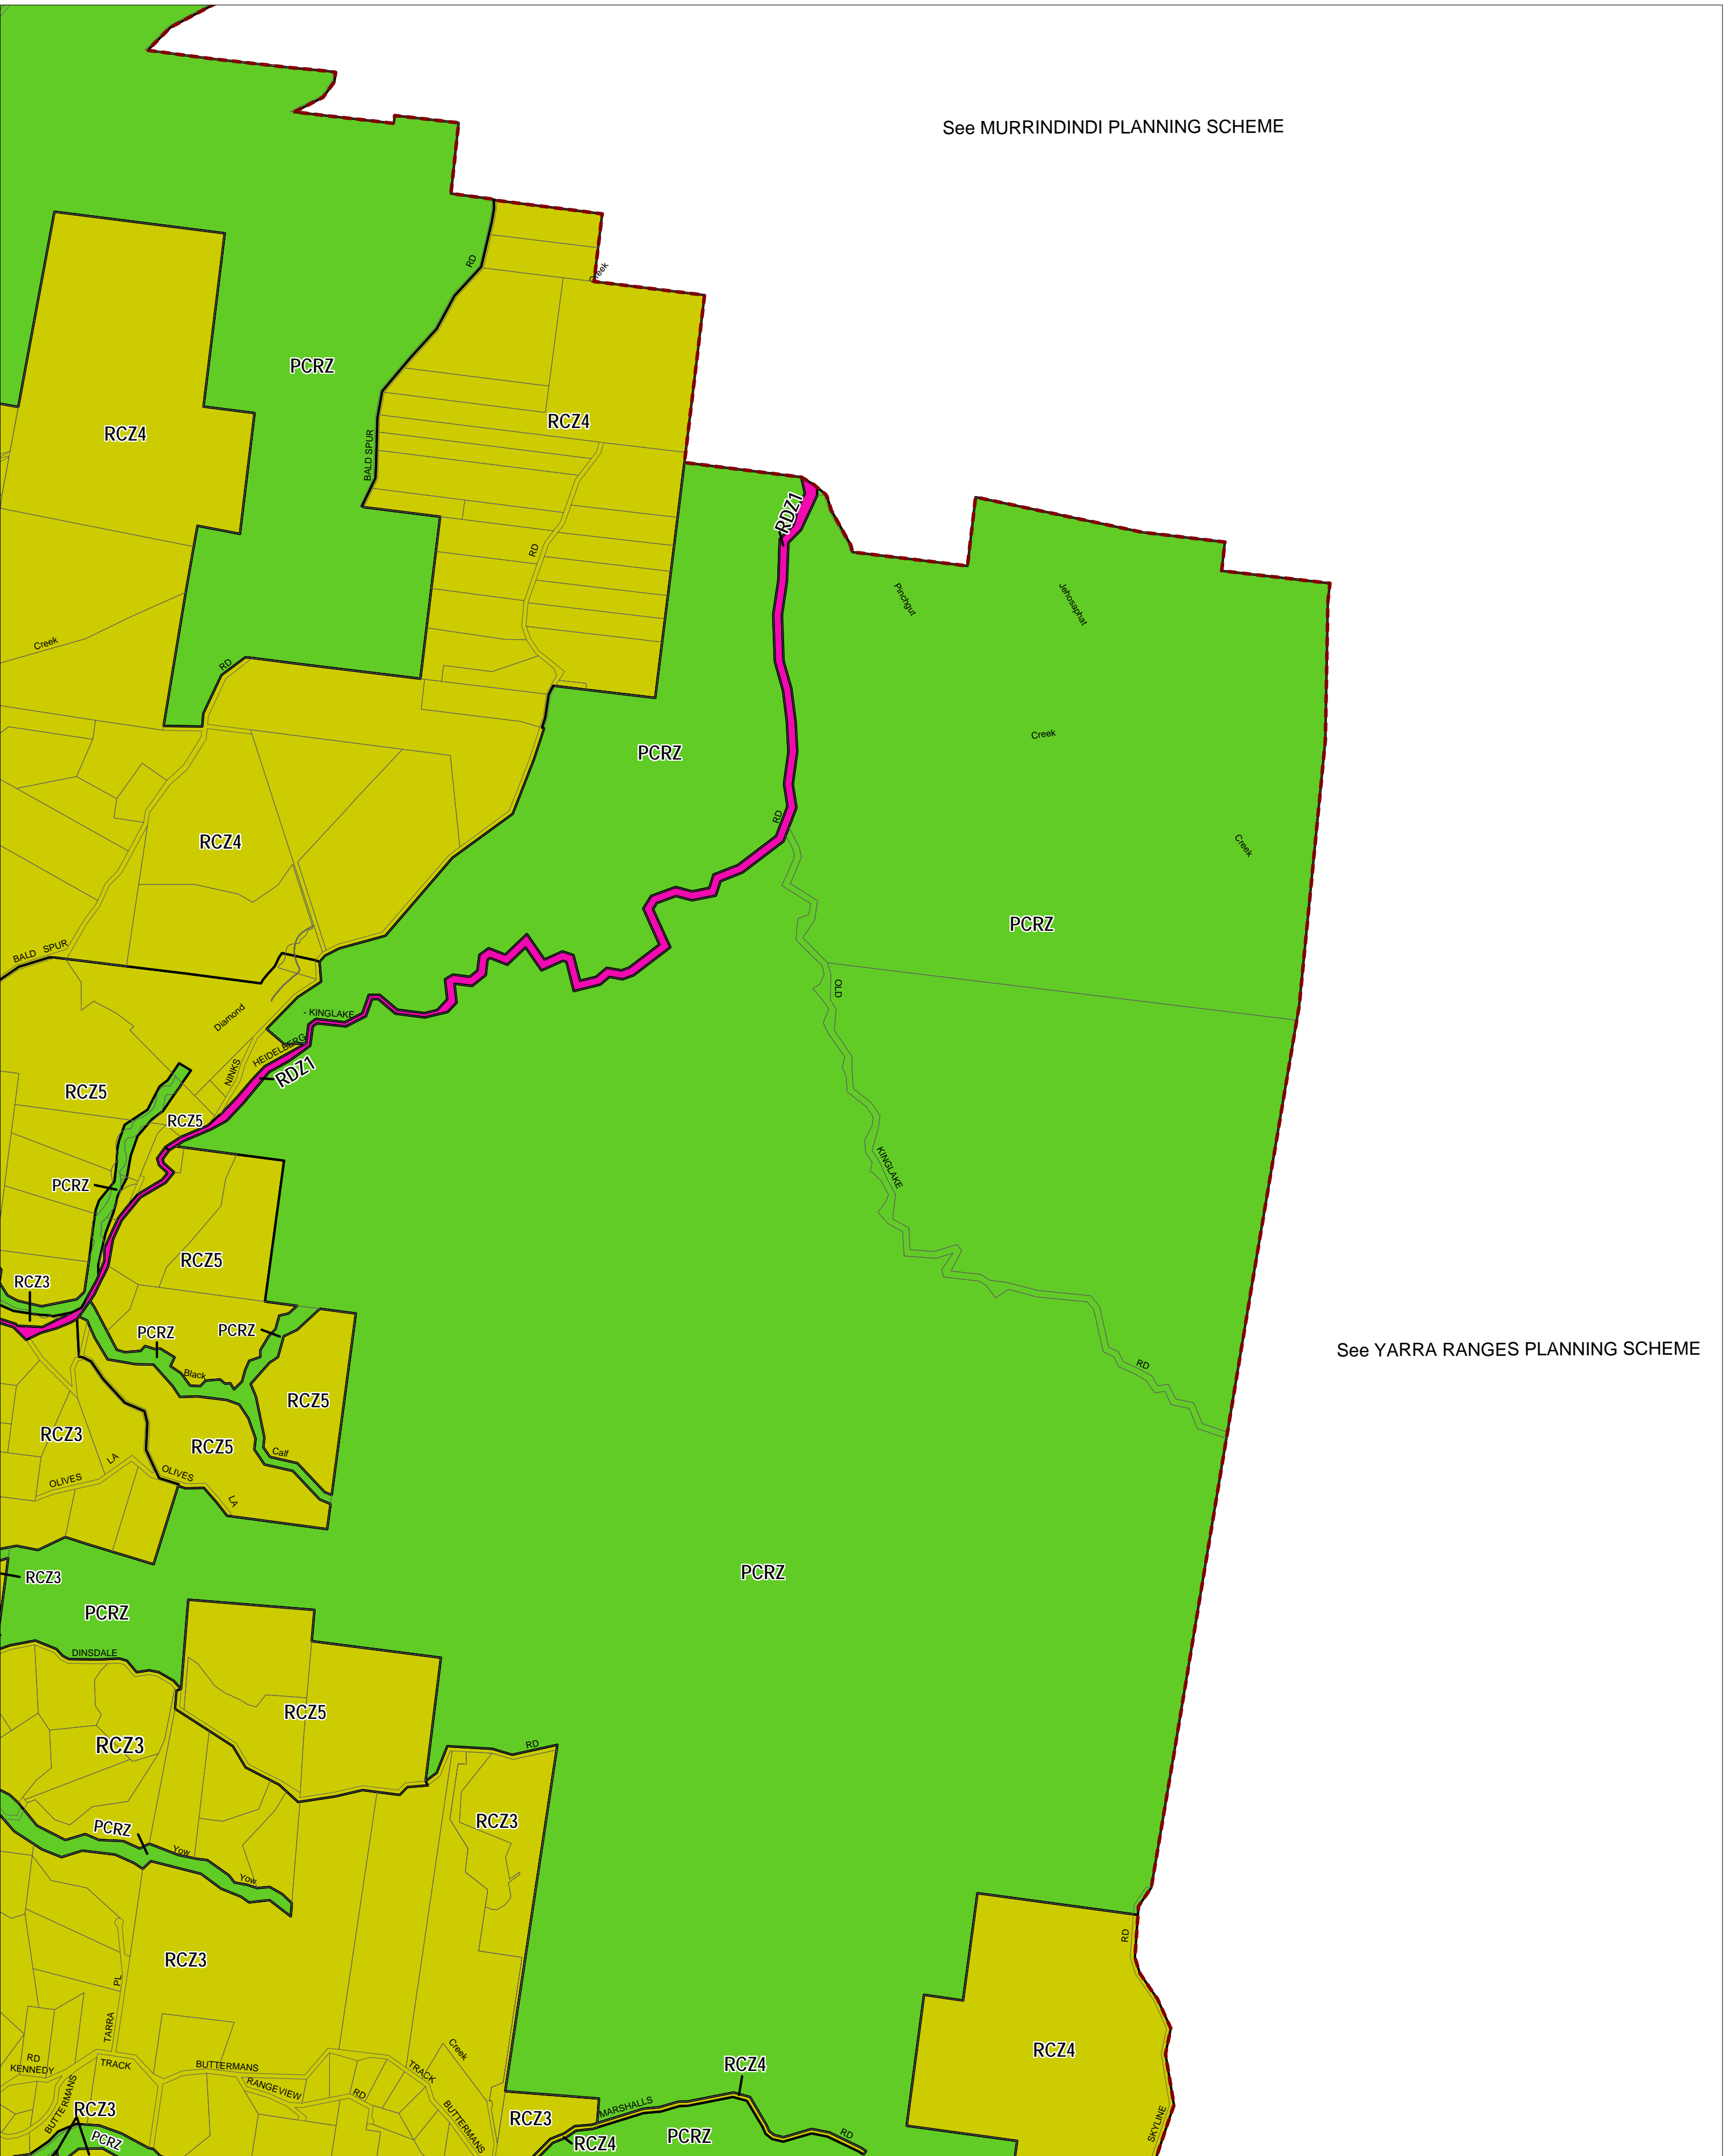 See MURRINDINDI PLANNING SCHEME
RD
Creek
PCRZ
RCZ4
RCZ4
BALD SPUR
RDZ1
RD
Pinchgut
Jehosaphat
Creek
RD
Creek
PCRZ
RD
RCZ4
Creek
PCRZ
BALD SPUR
OLD
Diamond
- KINGLAKE
HEIDELBERG
NINKS
RDZ1
RCZ5
RCZ5
KINGLAKE
PCRZ
RCZ5
RCZ3
PCRZ
PCRZ
See YARRA RANGES PLANNING SCHEME
RD
Black
RCZ5
RCZ3
RCZ5
Calf
LA
OLIVES
OLIVES
LA
RCZ3
PCRZ
PCRZ
DINSDALE
RCZ5
RCZ3
RD
RCZ3
PCRZ
Yow
Yow
RD
RCZ3
PL
TARRA
RCZ4
Creek
RD
KENNEDY
TRACK
BUTTERMANS
TRACK
RCZ4
RANGEVIEW
RD
BUTTERMANS
RCZ3
BUTTERMANS
MARSHALLS
RCZ3
SKYLINE
PCRZ
RCZ4
PCRZ
RD